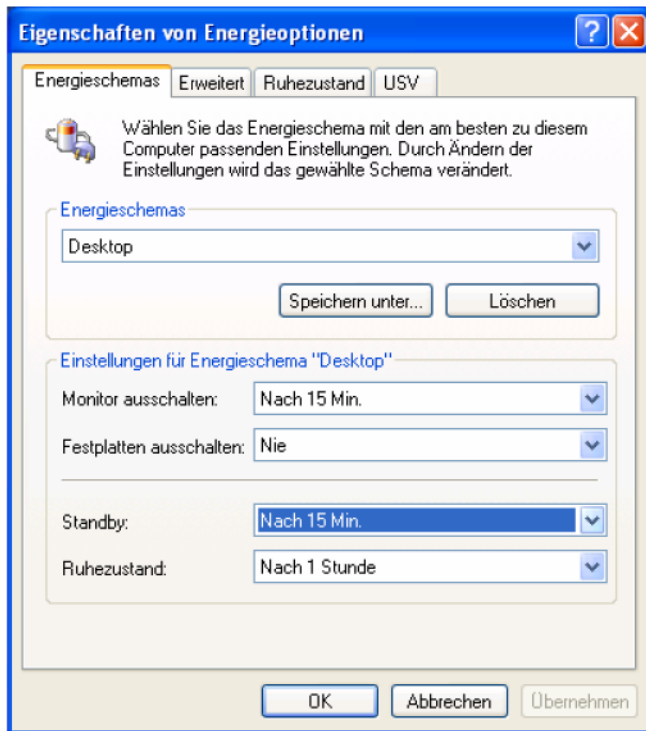 Eigenschaften von Energieoptionen
Energieschemas Erweitert Ruhezustand USV
Wählen Sie das Energieschema mit den am besten zu diesem
Computer passenden Einstellungen. Durch Ändern der
Einstellungen wird das gewählte Schema verändert.
Energieschemas
Desktop
Speichern unter... Löschen
Einstellungen für Energieschema "Desktop"
Monitor ausschalten: Nach 15 Min.
Festplatten ausschalten: Nie
Standby: Nach 15 Min.
Ruhezustand: Nach 1 Stunde
OK Abbrechen Übernehmen